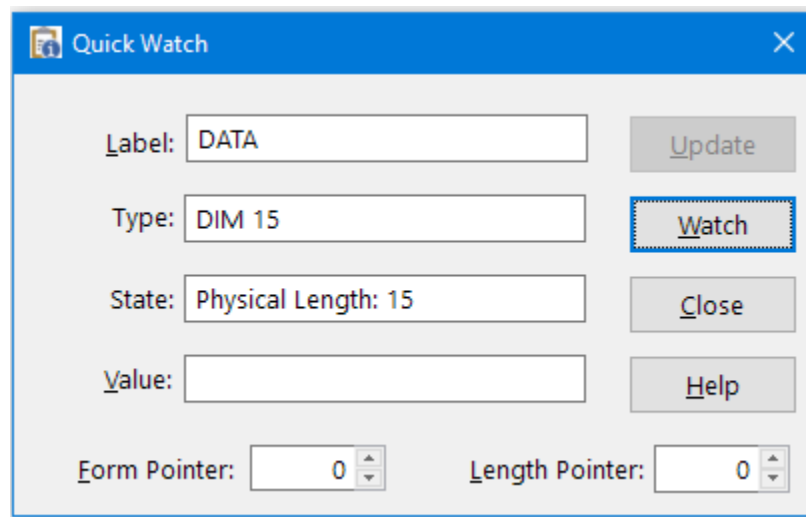 Quick Watch
Label: DATA Update
Type: DIM 15 Watch
State: Physical Length: 15 Close
Value: Help
Form Pointer: 0 Length Pointer: 0